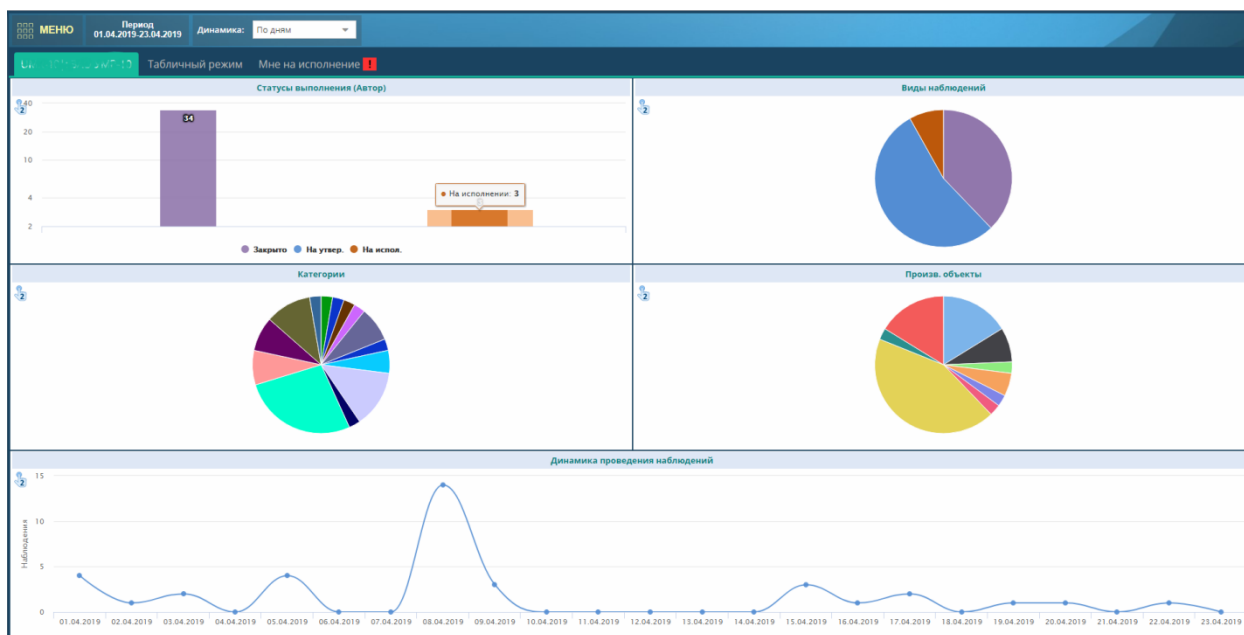 МЕНЮ
Период
01.04.2019-23.04.2019
Динамика:
По дням
Табличный режим
Мне на исполнение !
Статусы выполнения (Автор)
2
40
20
10
4
2
34
На исполнении: 3
Закрыто
На утвер.
На испол.
Виды наблюдений
2
Категории
2
Произв. объекты
2
Динамика проведения наблюдений
2
Наблюдения
15
10
5
0
01.04.2019 02.04.2019 03.04.2019 04.04.2019 05.04.2019 06.04.2019 07.04.2019 08.04.2019 09.04.2019 10.04.2019 11.04.2019 12.04.2019 13.04.2019 14.04.2019 15.04.2019 16.04.2019 17.04.2019 18.04.2019 19.04.2019 20.04.2019 21.04.2019 22.04.2019 23.04.2019